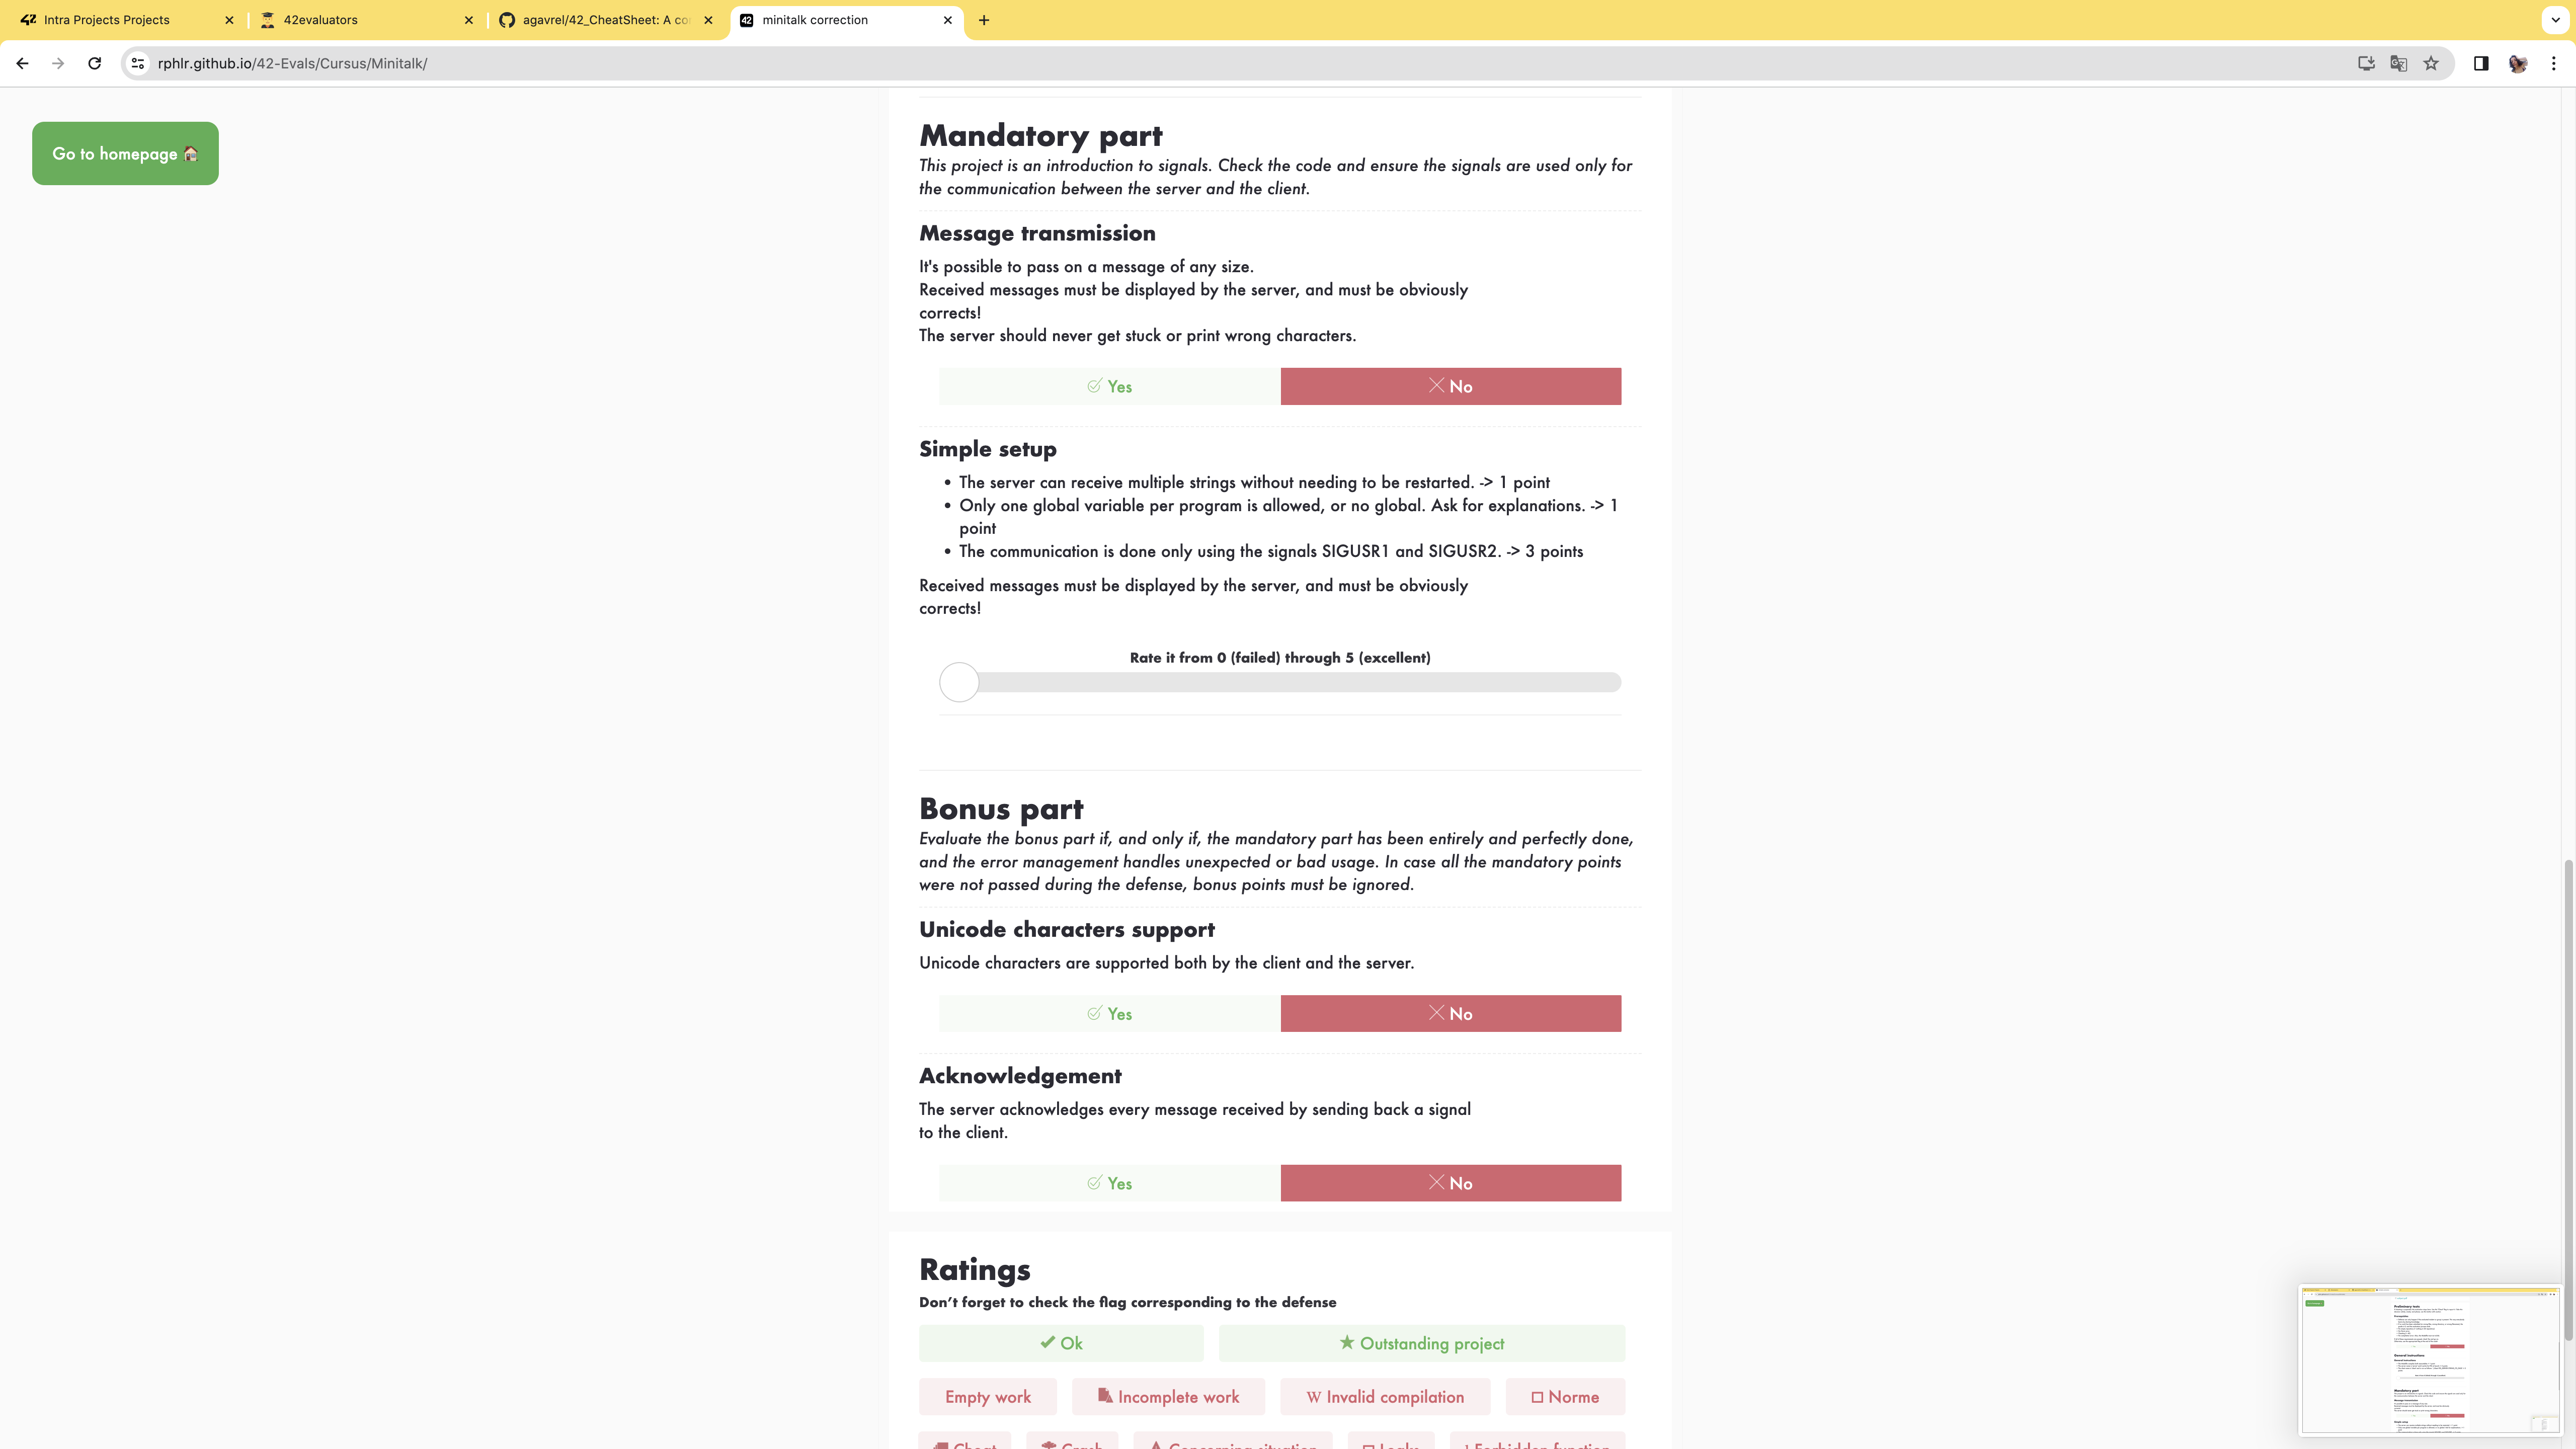 Intra Projects Projects
42evaluators
agavrel/42_CheatSheet: A co
minitalk correction
rphlr.github.io/42-Evals/Cursus/Minitalk/
Go to homepage
Mandatory part
This project is an introduction to signals. Check the code and ensure the signals are used only for
the communication between the server and the client.
Message transmission
It's possible to pass on a message of any size.
Received messages must be displayed by the server, and must be obviously
corrects!
The server should never get stuck or print wrong characters.
Yes
No
Simple setup
• The server can receive multiple strings without needing to be restarted. -> 1 point
• Only one global variable per program is allowed, or no global. Ask for explanations. -> 1
point
• The communication is done only using the signals SIGUSR1 and SIGUSR2. -> 3 points
Received messages must be displayed by the server, and must be obviously
corrects!
Rate it from 0 (failed) through 5 (excellent)
Bonus part
Evaluate the bonus part if, and only if, the mandatory part has been entirely and perfectly done,
and the error management handles unexpected or bad usage. In case all the mandatory points
were not passed during the defense, bonus points must be ignored.
Unicode characters support
Unicode characters are supported both by the client and the server.
Yes
No
Acknowledgement
The server acknowledges every message received by sending back a signal
to the client.
Yes
No
Ratings
Don't forget to check the flag corresponding to the defense
Ok
Outstanding project
Empty work
Incomplete work
Invalid compilation
Norme
Cheat
Crash
Concerning situation
Leaks
Forbidden function